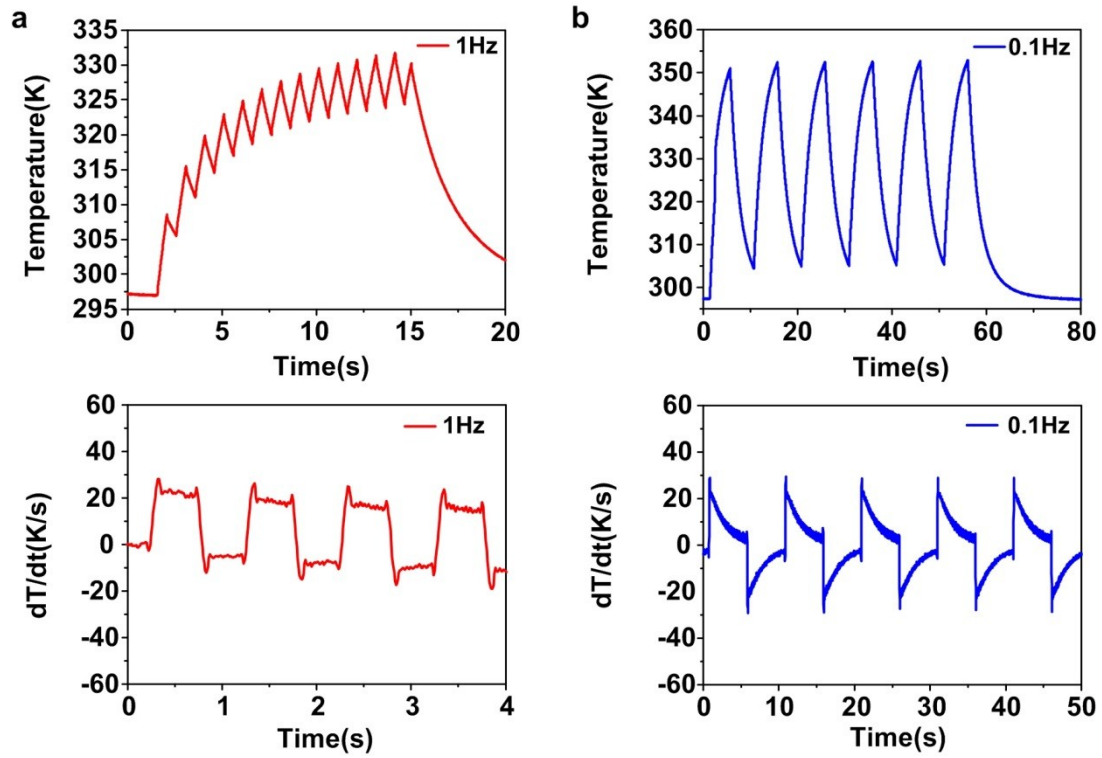 a
335
330
325
320
315
310
305
300
295
Temperature(K)
1Hz
0 5 10 15 20
Time(s)
b
360
350
340
330
320
310
300
Temperature(K)
0.1Hz
0 20 40 60 80
Time(s)
60
40
20
0
-20
-40
-60
dT/dt(K/s)
1Hz
0 1 2 3 4
Time(s)
60
40
20
0
-20
-40
-60
dT/dt(K/s)
0.1Hz
0 10 20 30 40 50
Time(s)